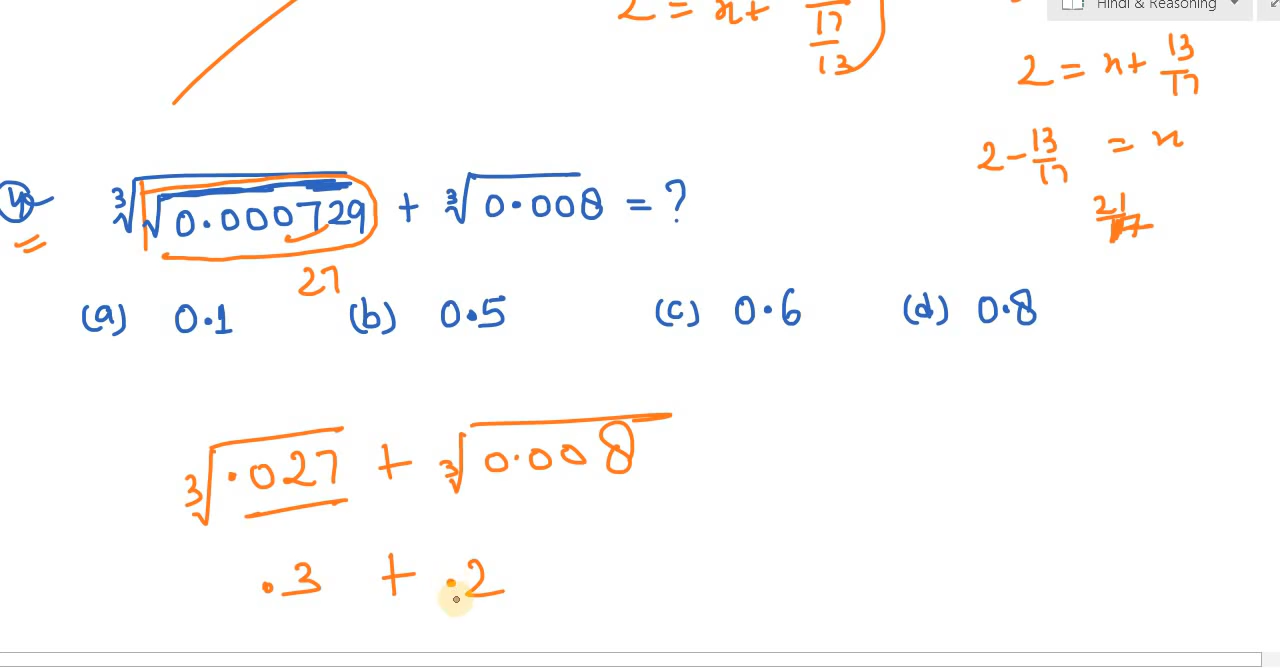 Hindi & Reasoning
2 = x + 17/13
2 = x + 13/17
2 - 13/17 = x
21/17
4 ∛√0.000729 + ∛0.008 = ?
27
(a) 0.1 (b) 0.5 (c) 0.6 (d) 0.8
∛.027 + ∛0.008
.3 + .2